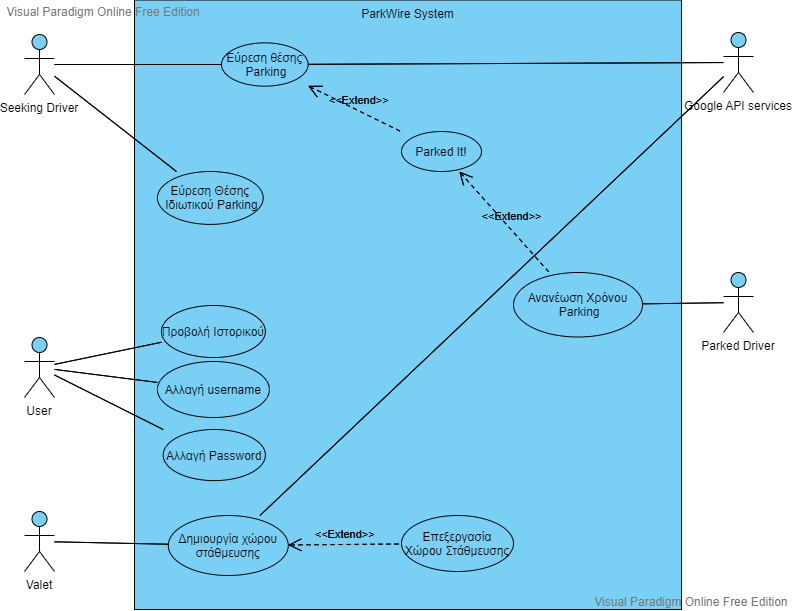 Visual Paradigm Online Free Edition
ParkWire System
Εύρεση θέσης
Parking
Seeking Driver
Google API services
<<Extend>>
Parked It!
Εύρεση Θέσης
Ιδιωτικού Parking
<<Extend>>
Ανανέωση Χρόνου
Parking
Parked Driver
Προβολή Ιστορικού
Αλλαγή username
User
Αλλαγή Password
Δημιουργία χώρου
στάθμευσης
<<Extend>>
Επεξεργασία
Χώρου Στάθμευσης
Valet
Visual Paradigm Online Free Edition